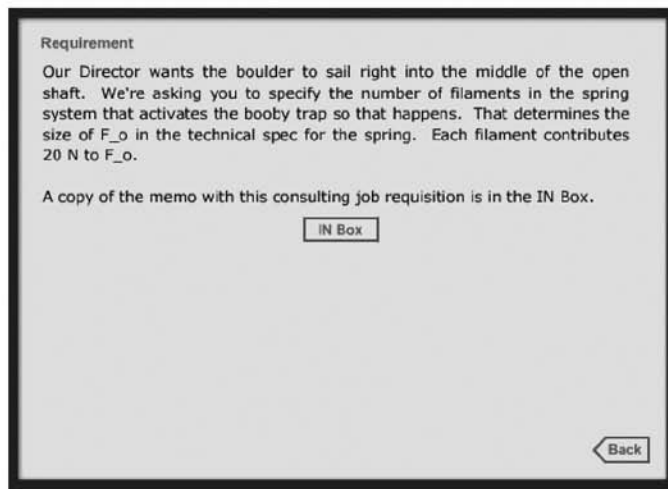 Requirement
Our Director wants the boulder to sail right into the middle of the open
shaft. We're asking you to specify the number of filaments in the spring
system that activates the booby trap so that happens. That determines the
size of F_o in the technical spec for the spring. Each filament contributes
20 N to F_o.
A copy of the memo with this consulting job requisition is in the IN Box.
IN Box
Back